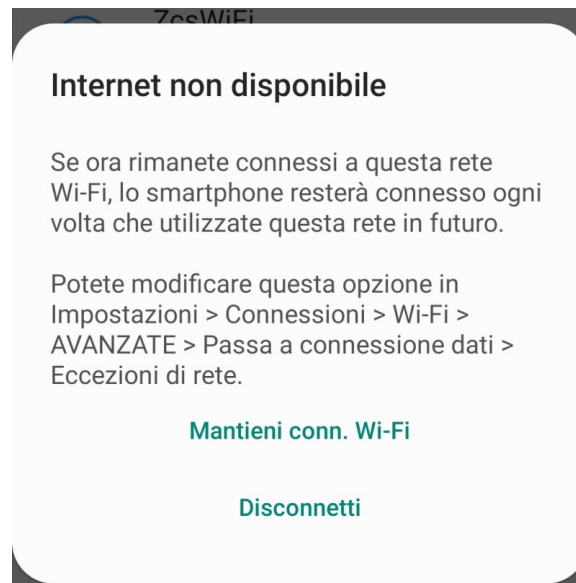 ZcsWiFi
Internet non disponibile
Se ora rimanete connessi a questa rete
Wi-Fi, lo smartphone resterà connesso ogni
volta che utilizzate questa rete in futuro.
Potete modificare questa opzione in
Impostazioni > Connessioni > Wi-Fi >
AVANZATE > Passa a connessione dati >
Eccezioni di rete.
Mantieni conn. Wi-Fi
Disconnetti